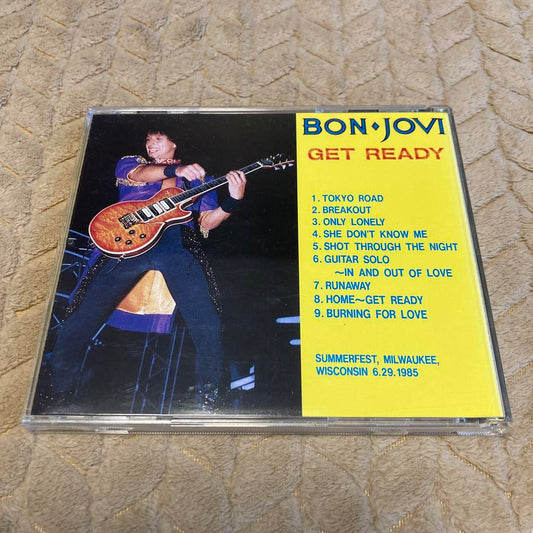 BON♦JOVI
GET READY
1. TOKYO ROAD
2. BREAKOUT
3. ONLY LONELY
4. SHE DON'T KNOW ME
5. SHOT THROUGH THE NIGHT
6. GUITAR SOLO
～IN AND OUT OF LOVE
7. RUNAWAY
8. HOME～GET READY
9. BURNING FOR LOVE
SUMMERFEST, MILWAUKEE,
WISCONSIN 6.29.1985